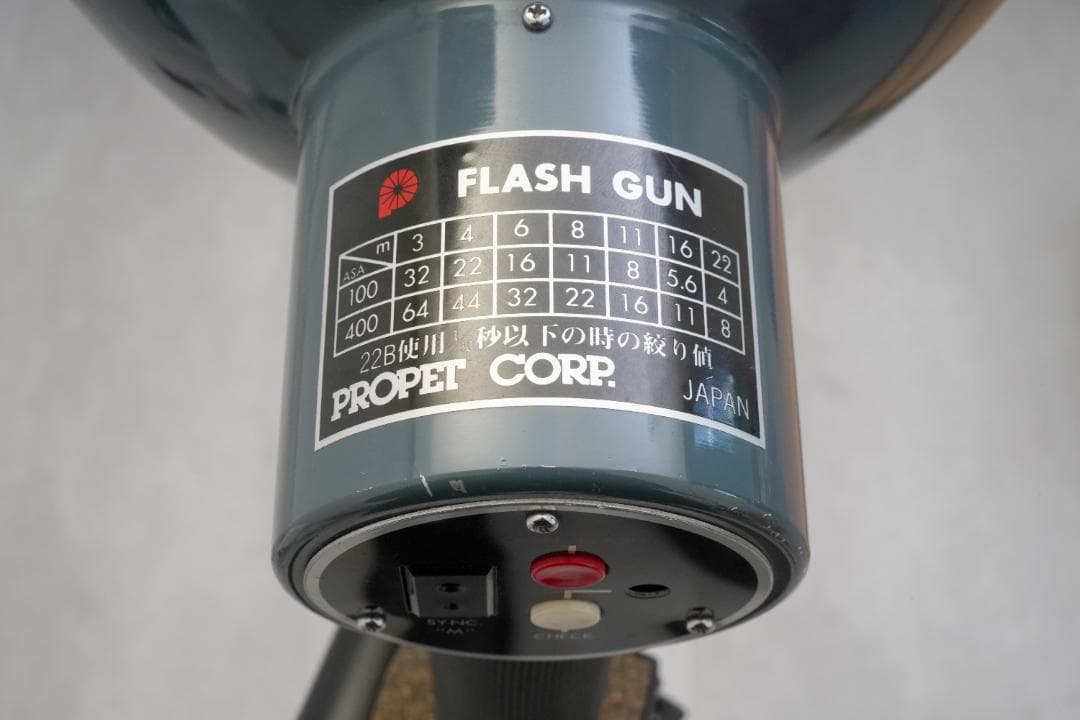 FLASH GUN
m 3 4 6 8 11 16 22
ASA
100 32 22 16 11 8 5.6 4
400 64 44 32 22 16 11 8
22B使用 秒以下の時の絞り値
PROPET CORP.
JAPAN
SYNC.
"M"
CHECK